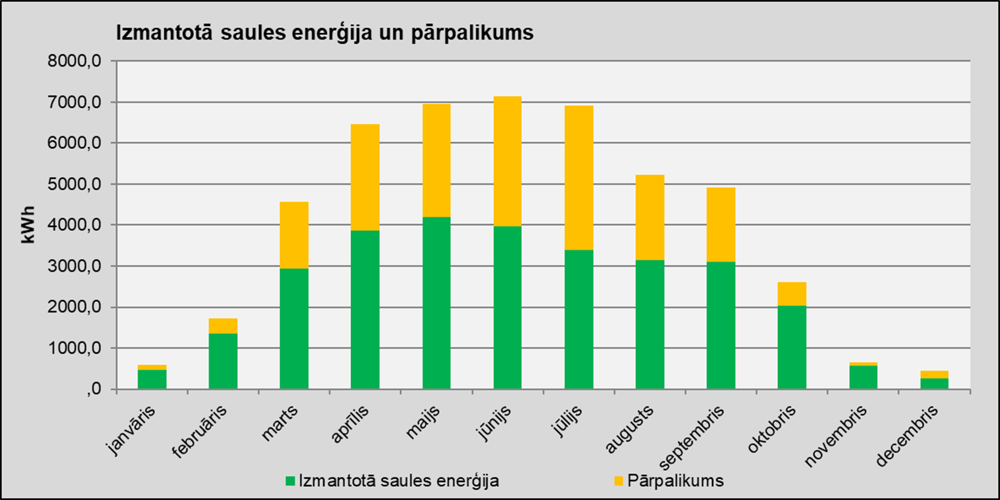 Izmantotā saules enerģija un pārpalikums
8000,0
7000,0
6000,0
5000,0
4000,0
3000,0
2000,0
1000,0
,0
kWh
janvāris
februāris
marts
aprīlis
maijs
jūnijs
jūlijs
augusts
septembris
oktobris
novembris
decembris
Izmantotā saules enerģija
Pārpalikums